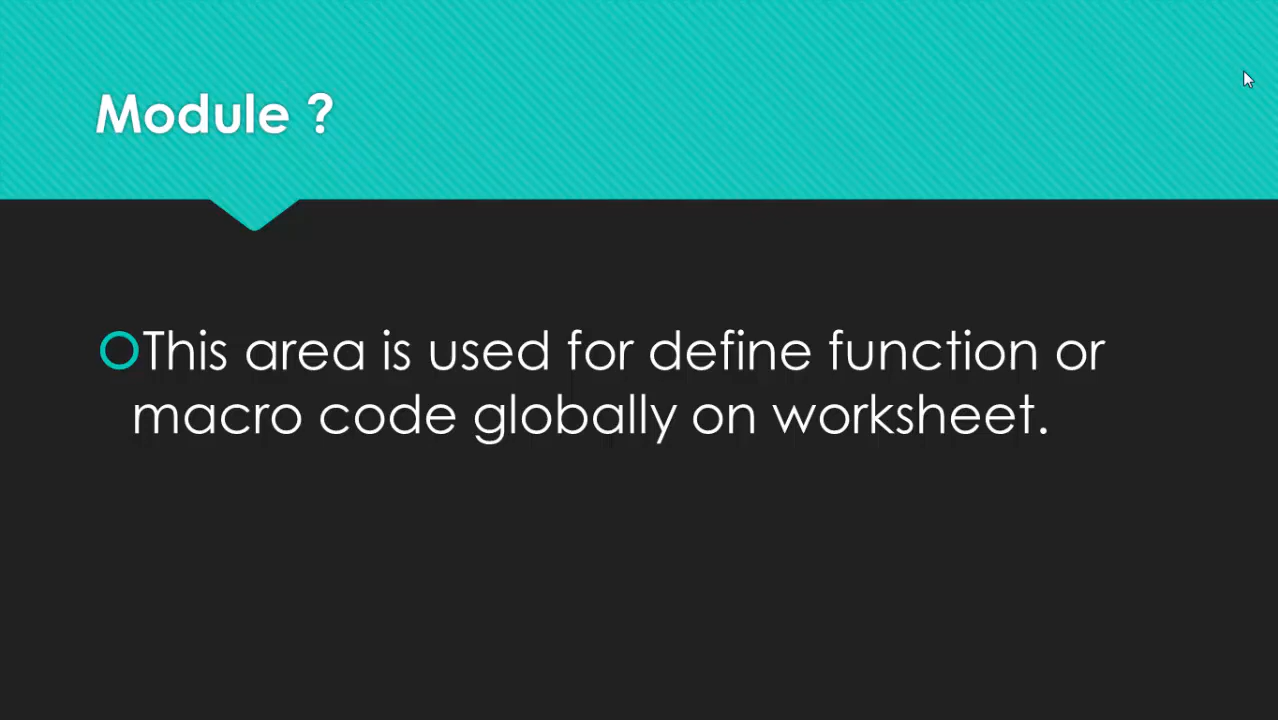 Module ?
This area is used for define function or
macro code globally on worksheet.